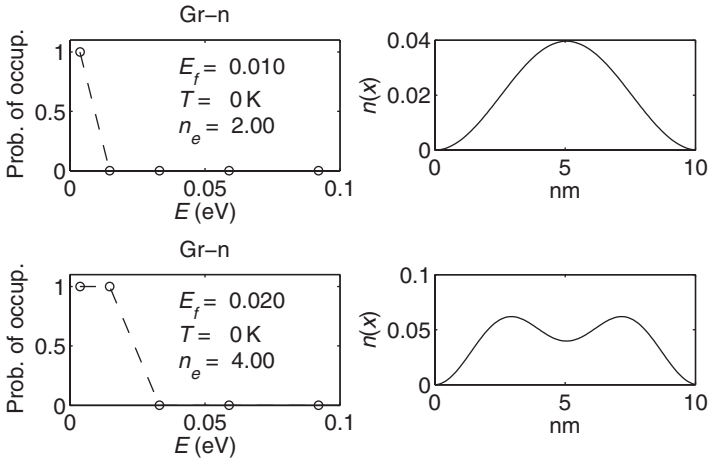 Gr–n
Prob. of occup.
1
0.5
0
E_f = 0.010
T = 0 K
n_e = 2.00
0
0.05
0.1
E (eV)
n(x)
0.04
0.02
0
0
5
10
nm
Gr–n
Prob. of occup.
1
0.5
0
E_f = 0.020
T = 0 K
n_e = 4.00
0
0.05
0.1
E (eV)
n(x)
0.1
0.05
0
0
5
10
nm